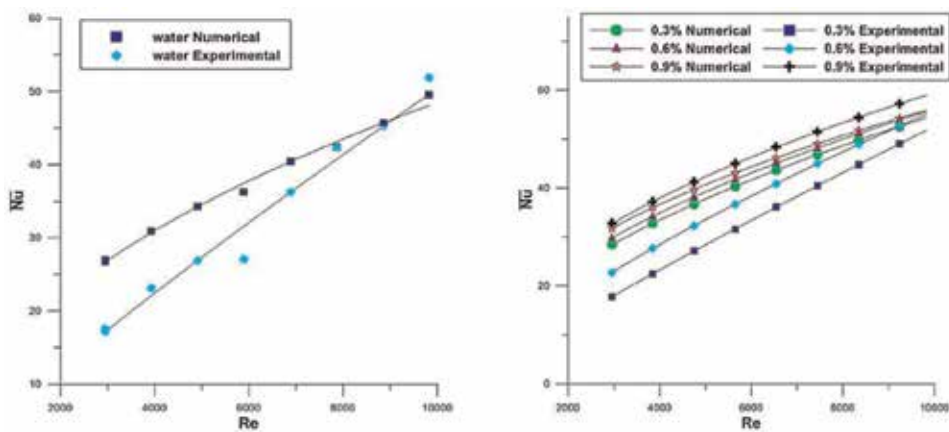 60
50
40
30
20
10
N̅u̅
water Numerical
water Experimental
2000 4000 6000 8000 10000
Re
60
40
20
0
N̅u̅
0.3% Numerical 0.3% Experimental
0.6% Numerical 0.6% Experimental
0.9% Numerical 0.9% Experimental
2000 4000 6000 8000 10000
Re